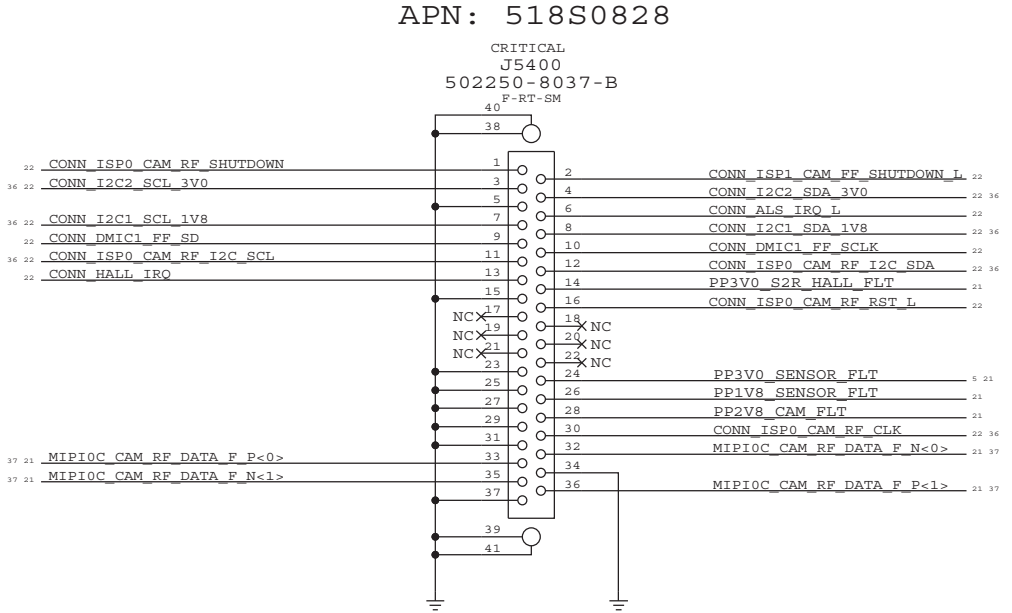 APN: 518S0828
CRITICAL
J5400
502250-8037-B
F-RT-SM
40
38
22 CONN_ISP0_CAM_RF_SHUTDOWN 1
2 CONN_ISP1_CAM_FF_SHUTDOWN_L 22
36 22 CONN_I2C2_SCL_3V0 3
4 CONN_I2C2_SDA_3V0 22 36
5
6 CONN_ALS_IRQ_L 22
36 22 CONN_I2C1_SCL_1V8 7
8 CONN_I2C1_SDA_1V8 22 36
22 CONN_DMIC1_FF_SD 9
10 CONN_DMIC1_FF_SCLK 22
36 22 CONN_ISP0_CAM_RF_I2C_SCL 11
12 CONN_ISP0_CAM_RF_I2C_SDA 22 36
22 CONN_HALL_IRQ 13
14 PP3V0_S2R_HALL_FLT 21
15
16 CONN_ISP0_CAM_RF_RST_L 22
NC 17
18 NC
NC 19
20 NC
NC 21
22 NC
23
24 PP3V0_SENSOR_FLT 5 21
25
26 PP1V8_SENSOR_FLT 21
27
28 PP2V8_CAM_FLT 21
29
30 CONN_ISP0_CAM_RF_CLK 22 36
31
32 MIPI0C_CAM_RF_DATA_F_N<0> 21 37
37 21 MIPI0C_CAM_RF_DATA_F_P<0> 33
34
37 21 MIPI0C_CAM_RF_DATA_F_N<1> 35
36 MIPI0C_CAM_RF_DATA_F_P<1> 21 37
37
39
41